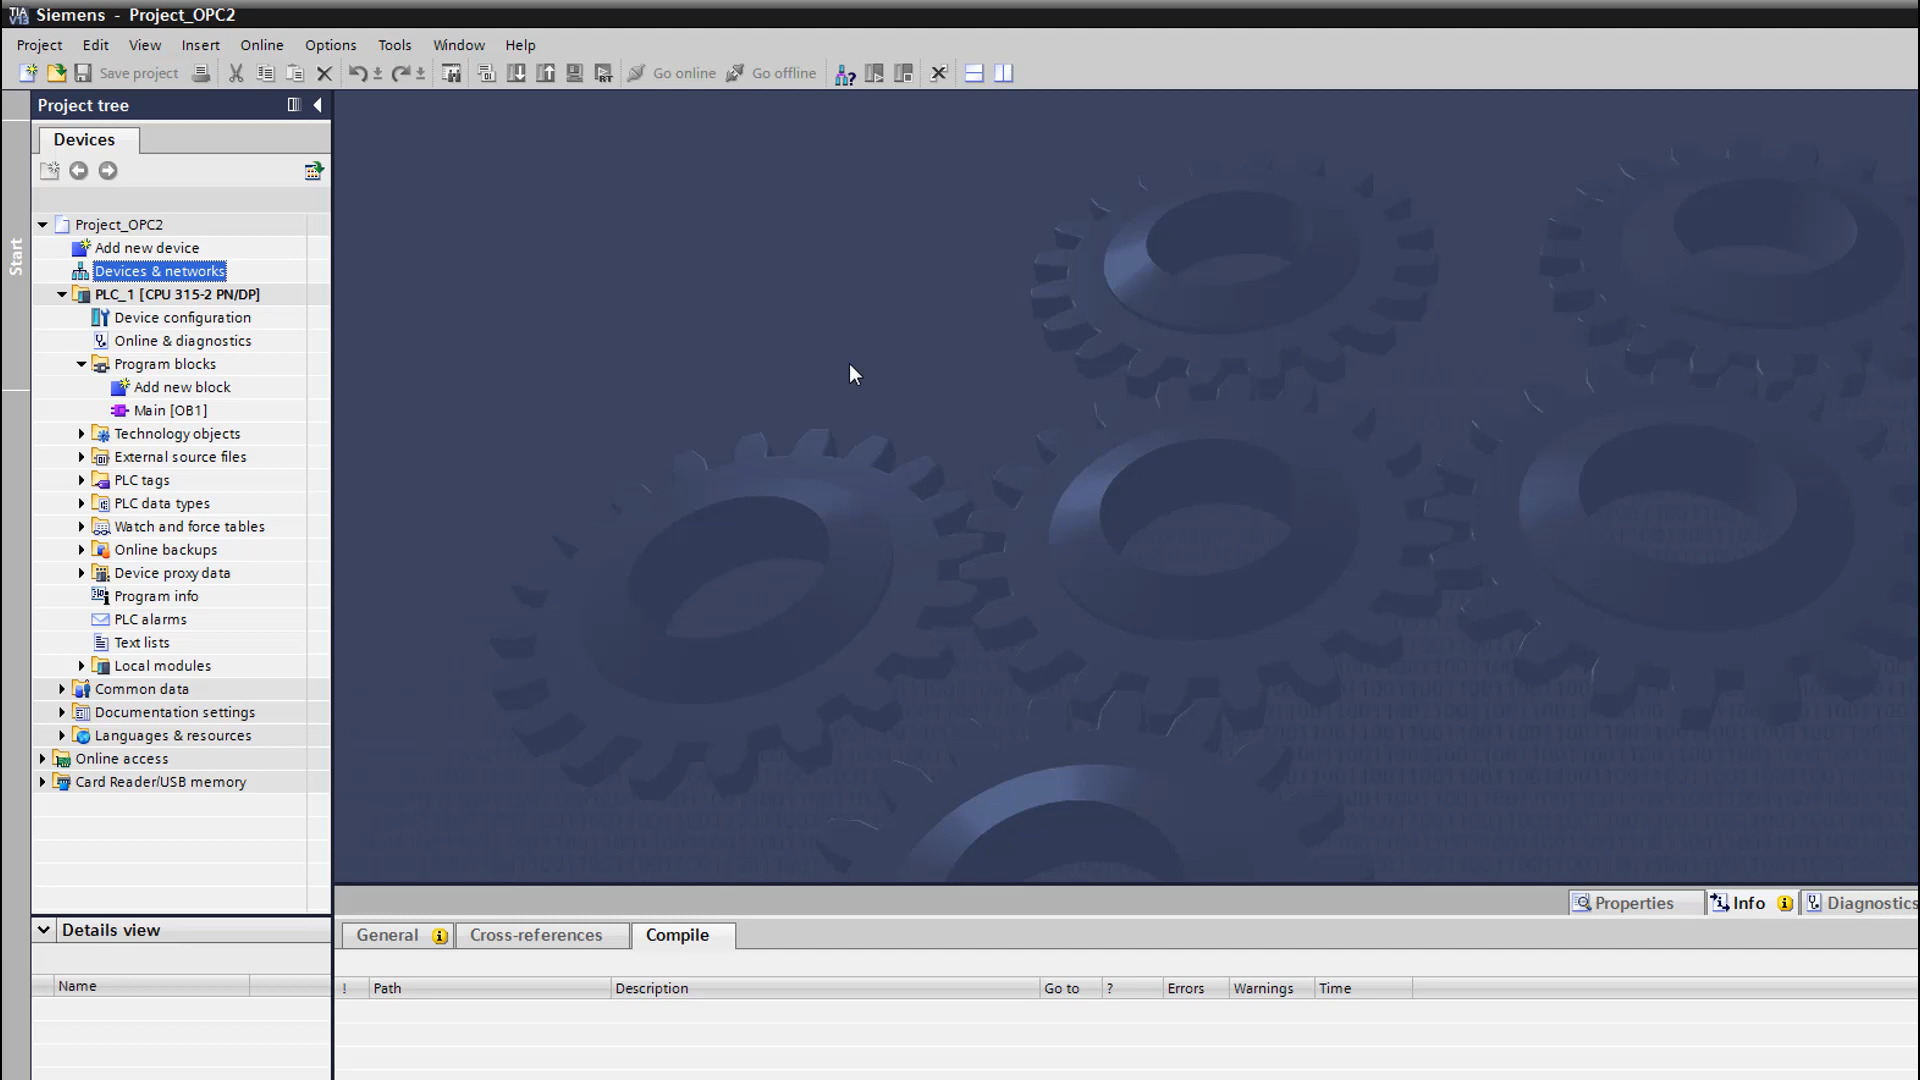 TIA V13 Siemens - Project_OPC2
Project Edit View Insert Online Options Tools Window Help
Save project Go online Go offline
Project tree
Devices
Start
Project_OPC2
Add new device
Devices & networks
PLC_1 [CPU 315-2 PN/DP]
Device configuration
Online & diagnostics
Program blocks
Add new block
Main [OB1]
Technology objects
External source files
PLC tags
PLC data types
Watch and force tables
Online backups
Device proxy data
Program info
PLC alarms
Text lists
Local modules
Common data
Documentation settings
Languages & resources
Online access
Card Reader/USB memory
Properties Info Diagnostics
Details view
General Cross-references Compile
Name
! Path Description Go to ? Errors Warnings Time